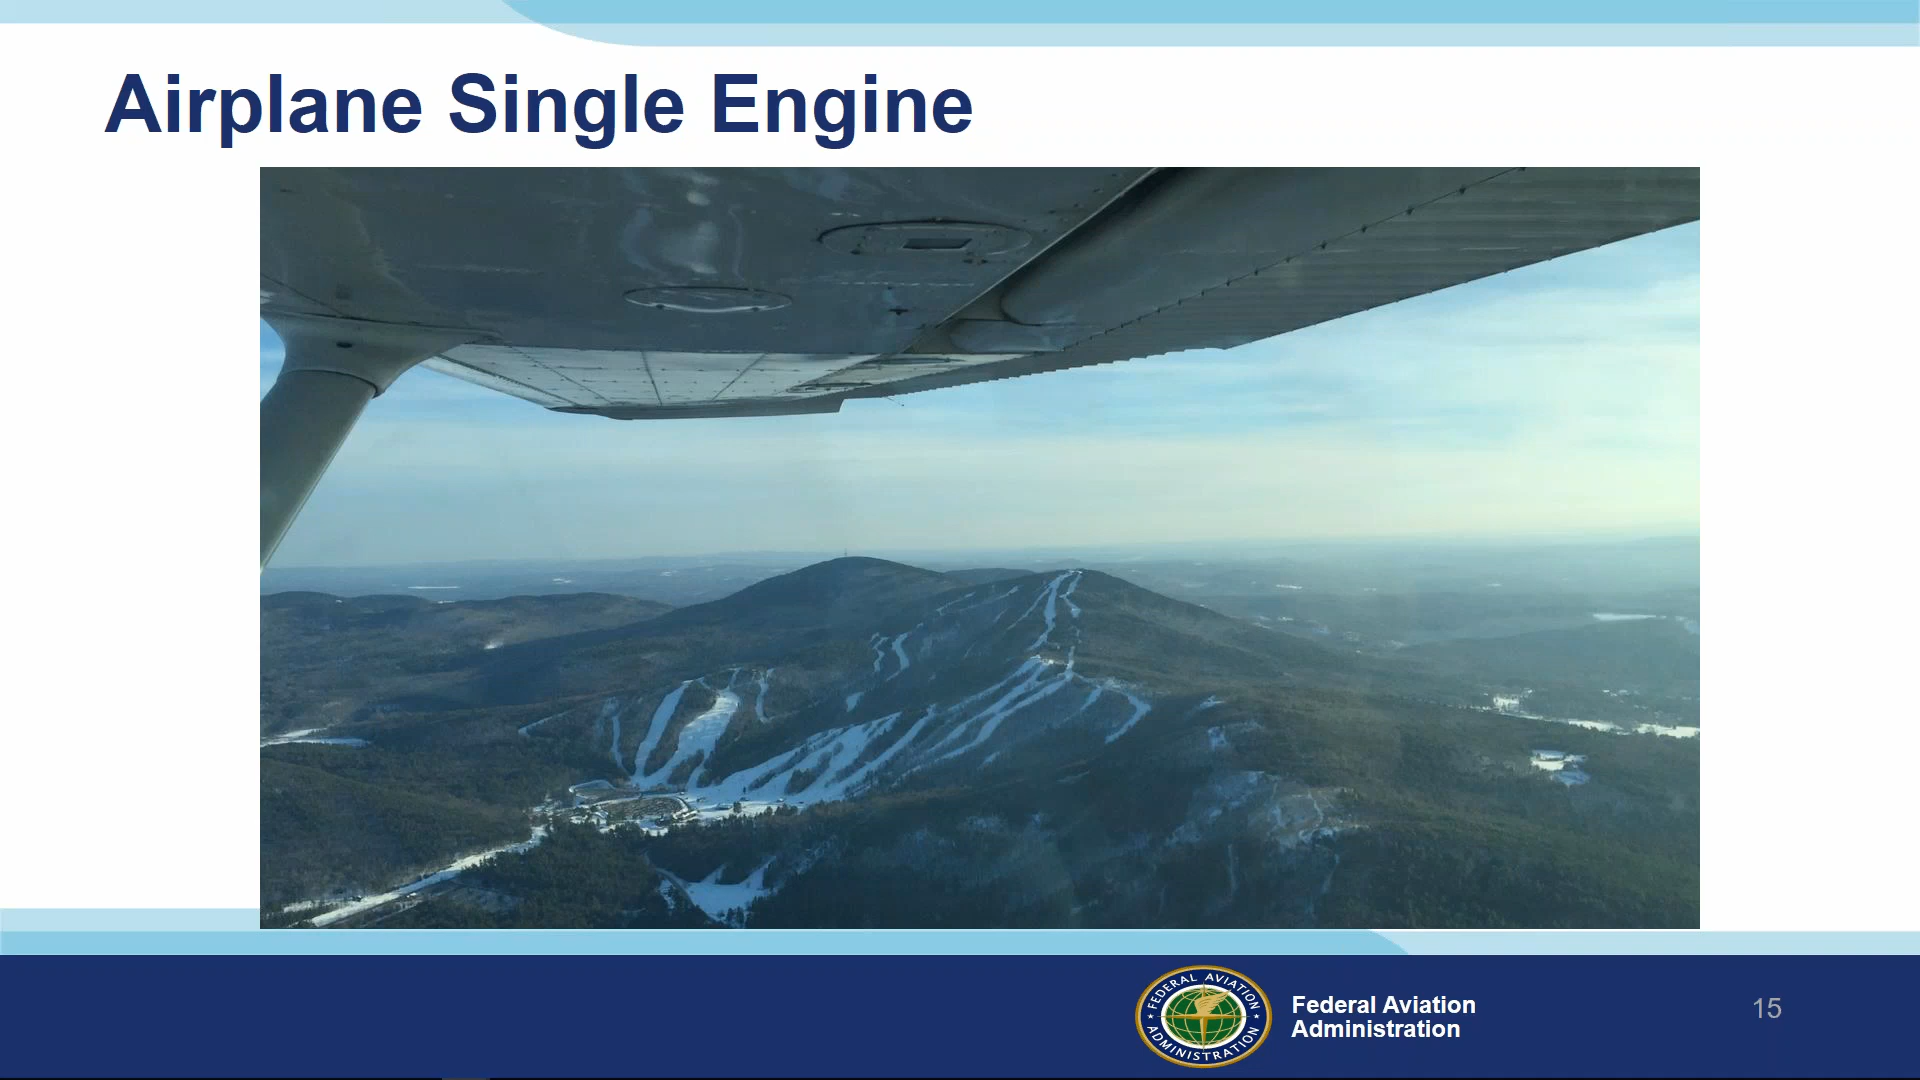 Airplane Single Engine
FEDERAL AVIATION
ADMINISTRATION
Federal Aviation
Administration
15